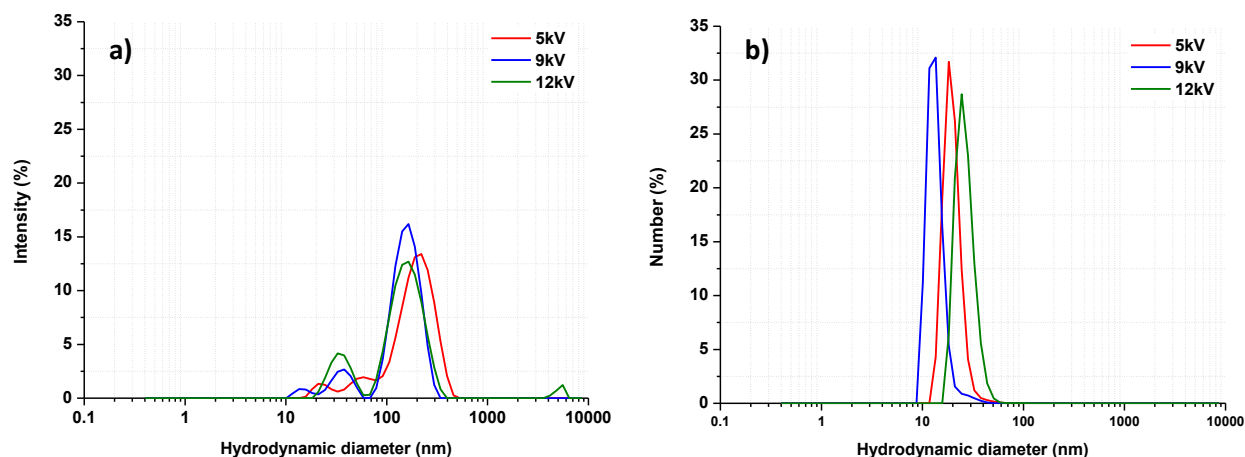 a)
5kV
9kV
12kV
35
30
25
20
15
10
5
0
Intensity (%)
0.1 1 10 100 1000 10000
Hydrodynamic diameter (nm)
b)
5kV
9kV
12kV
35
30
25
20
15
10
5
0
Number (%)
0.1 1 10 100 1000 10000
Hydrodynamic diameter (nm)